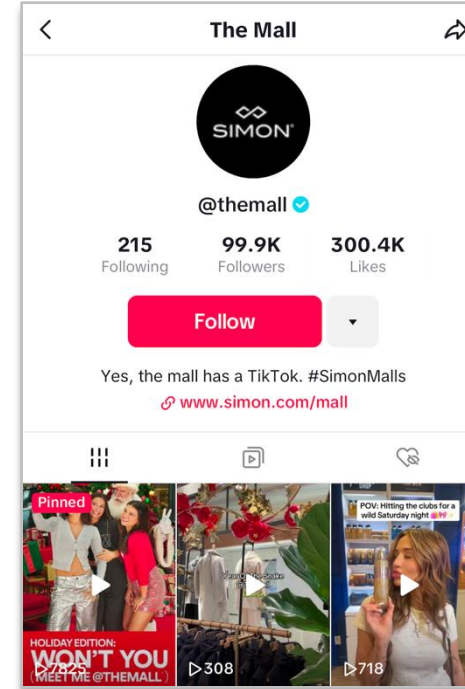 The Mall
SIMON
@themall
215
99.9K
300.4K
Following
Followers
Likes
Follow
Yes, the mall has a TikTok. #SimonMalls
www.simon.com/mall
Pinned
HOLIDAY EDITION:
WON'T YOU
(MEET ME @THEMALL)
7825
308
POV: Hitting the clubs for a
wild Saturday night
718